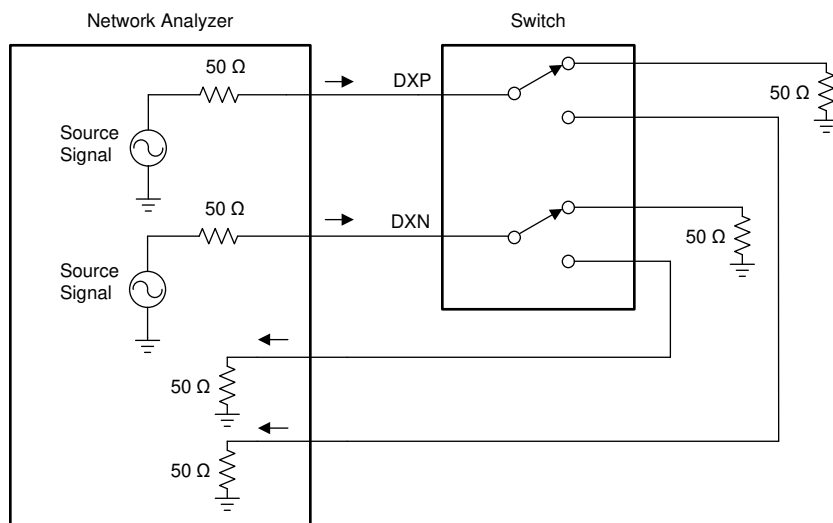 Network Analyzer
Switch
50 Ω
DXP
50 Ω
Source
Signal
50 Ω
DXN
50 Ω
Source
Signal
50 Ω
50 Ω